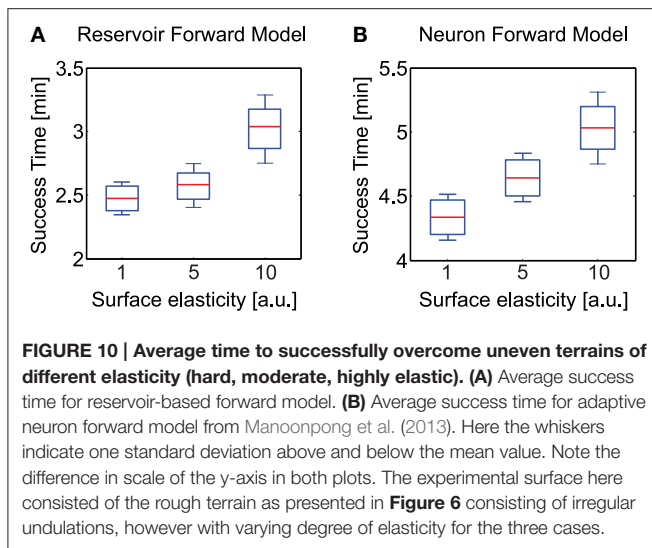 A Reservoir Forward Model
B Neuron Forward Model
Success Time [min]
3.5
3
2.5
2
1 5 10
Surface elasticity [a.u.]
Success Time [min]
5.5
5
4.5
4
1 5 10
Surface elasticity [a.u.]
FIGURE 10 | Average time to successfully overcome uneven terrains of
different elasticity (hard, moderate, highly elastic). (A) Average success
time for reservoir-based forward model. (B) Average success time for adaptive
neuron forward model from Manoonpong et al. (2013). Here the whiskers
indicate one standard deviation above and below the mean value. Note the
difference in scale of the y-axis in both plots. The experimental surface here
consisted of the rough terrain as presented in Figure 6 consisting of irregular
undulations, however with varying degree of elasticity for the three cases.